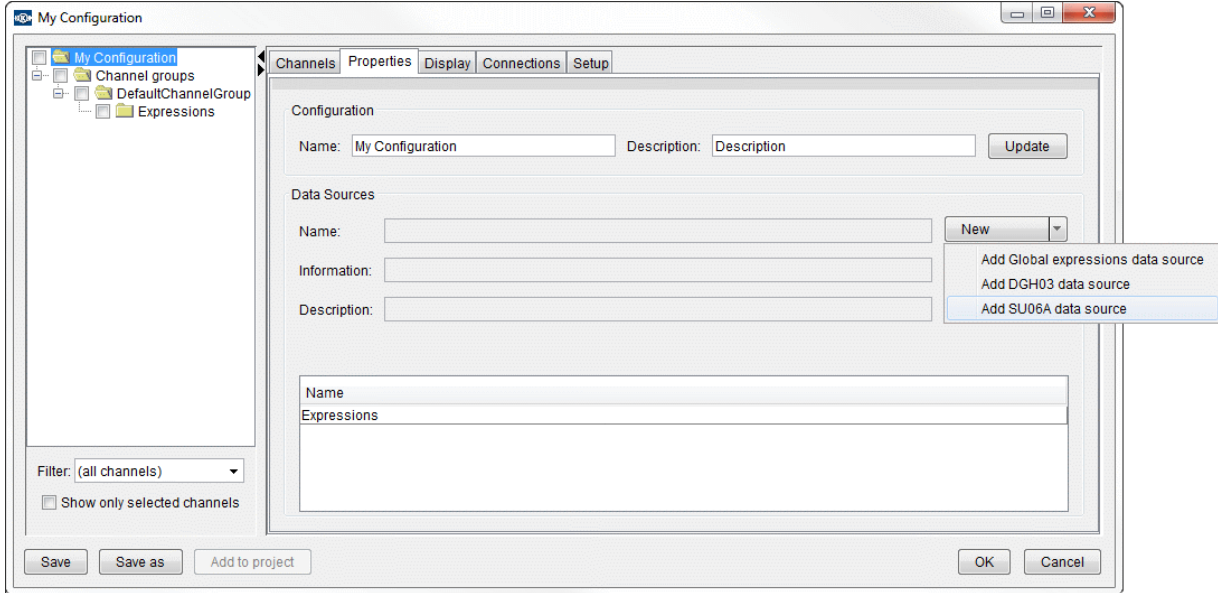 My Configuration
My Configuration
Channel groups
DefaultChannelGroup
Expressions
Filter: (all channels)
Show only selected channels
Channels Properties Display Connections Setup
Configuration
Name: My Configuration Description: Description Update
Data Sources
Name: New
Information:
Description:
Add Global expressions data source
Add DGH03 data source
Add SU06A data source
Name
Expressions
Save Save as Add to project OK Cancel